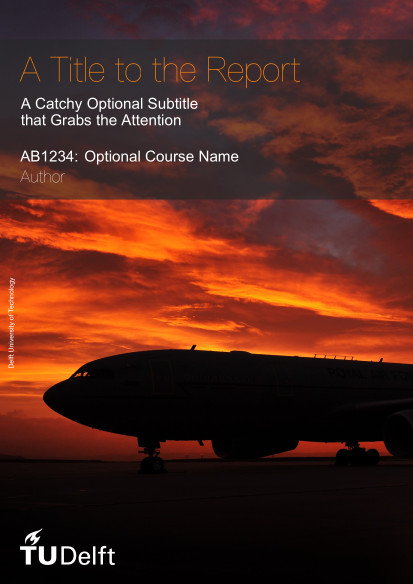 A Title to the Report
A Catchy Optional Subtitle
that Grabs the Attention
AB1234: Optional Course Name
Author
Delft University of Technology
TUDelft